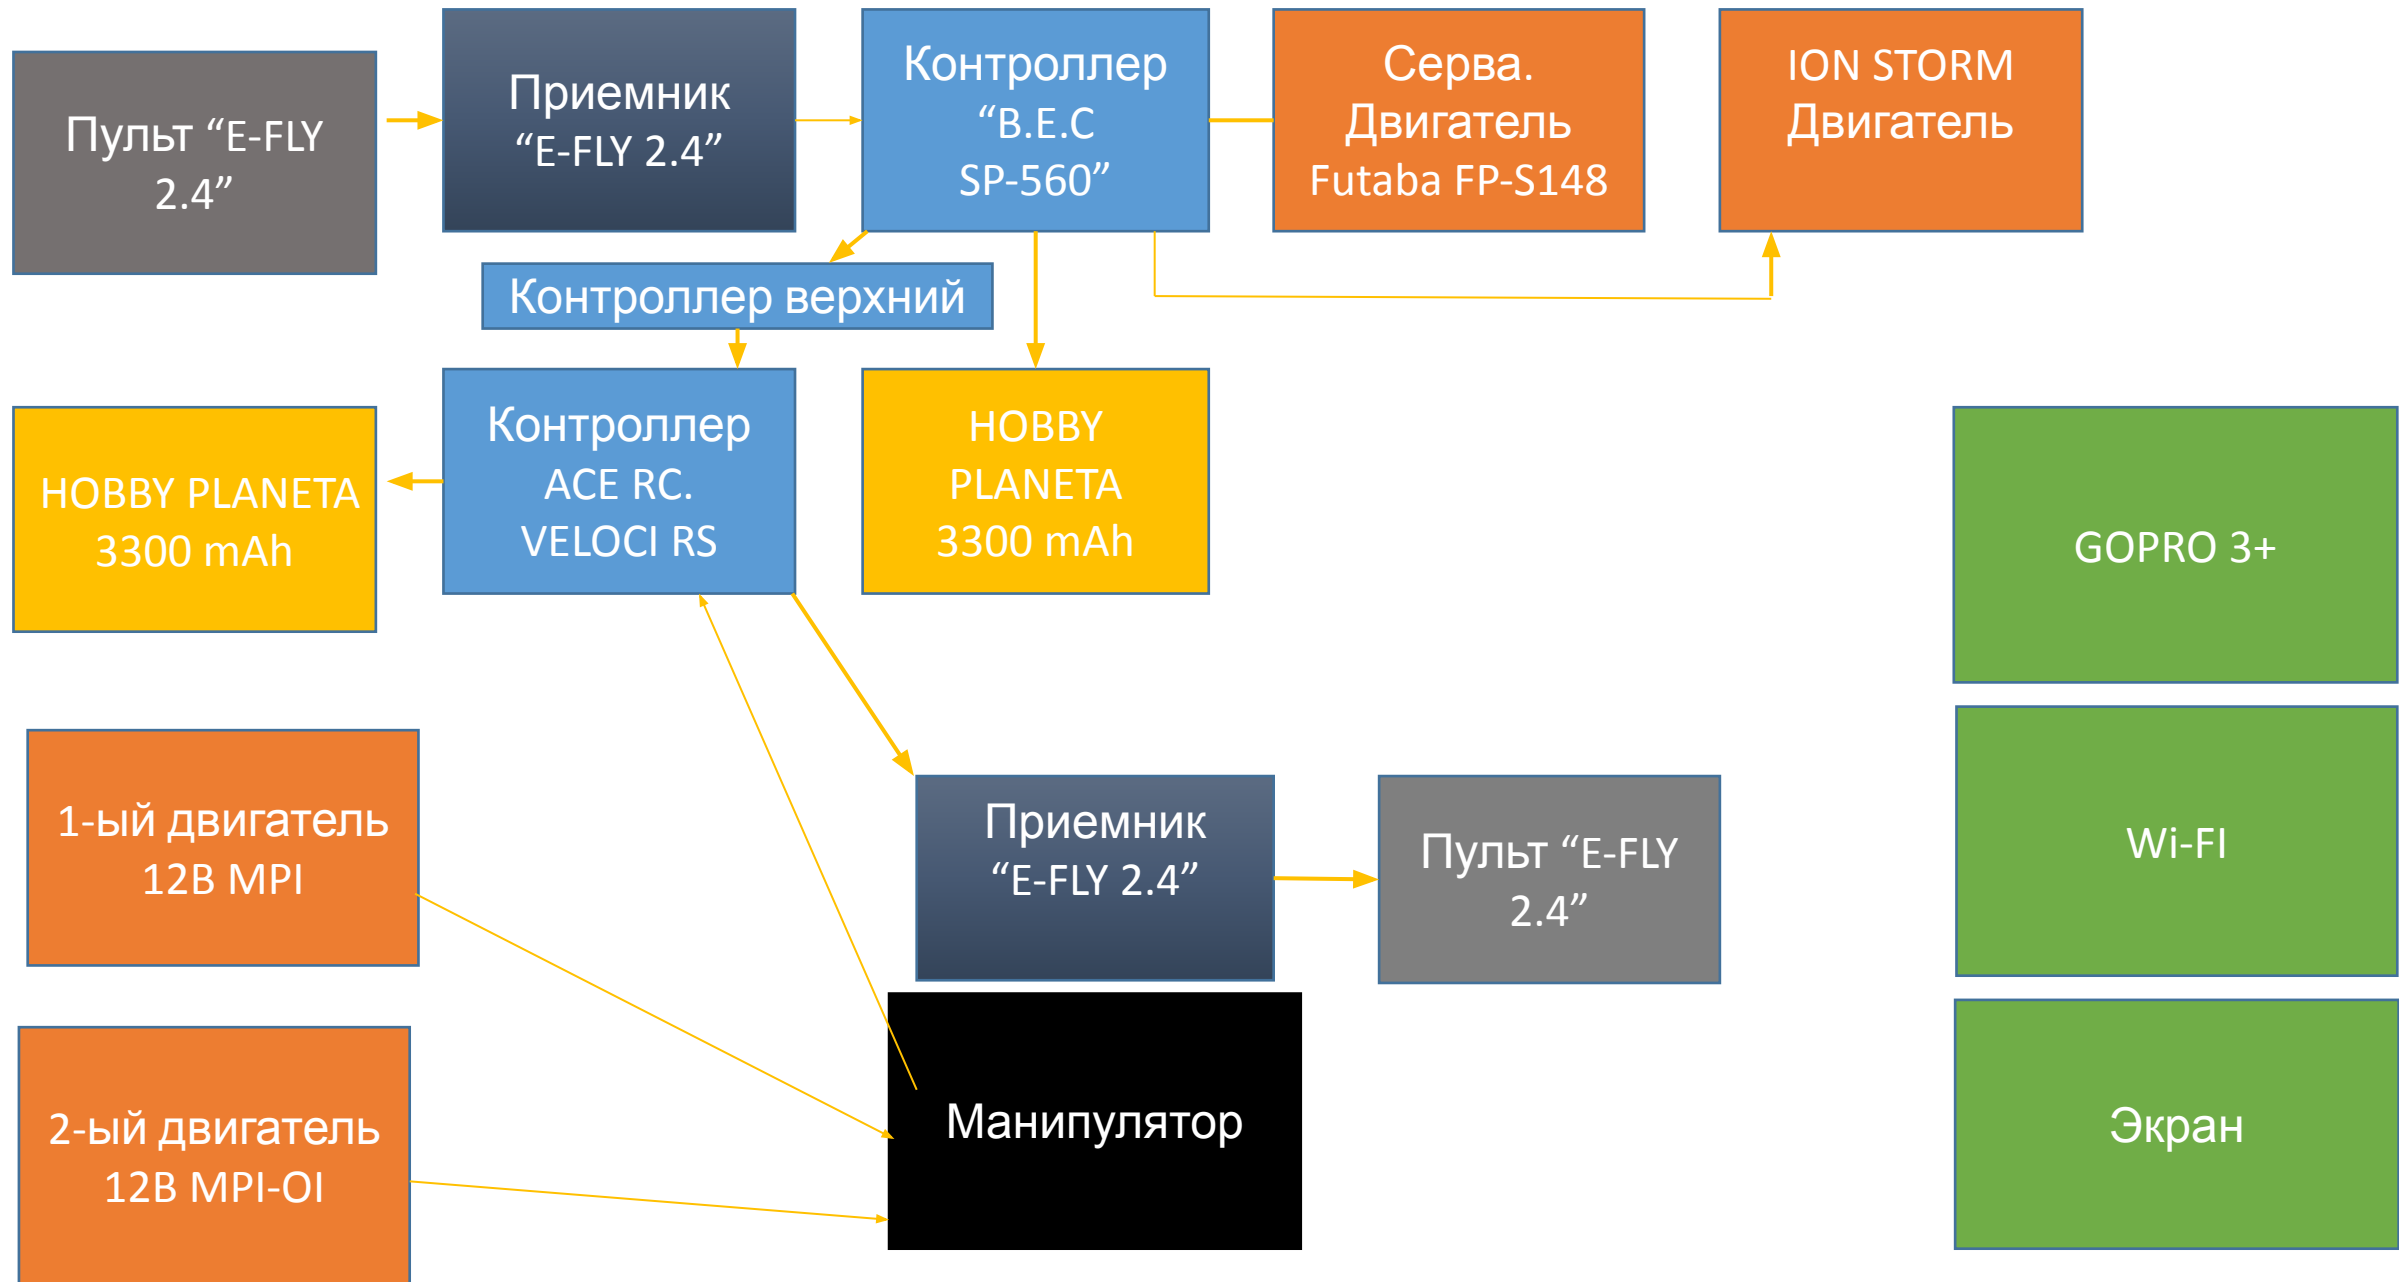 Пульт “E-FLY
2.4”
Приемник
“E-FLY 2.4”
Контроллер
“B.E.C
SP-560”
Серва.
Двигатель
Futaba FP-S148
ION STORM
Двигатель
Контроллер верхний
HOBBY PLANETA
3300 mAh
Контроллер
ACE RC.
VELOCI RS
HOBBY
PLANETA
3300 mAh
GOPRO 3+
1-ый двигатель
12В MPI
Приемник
“E-FLY 2.4”
Пульт “E-FLY
2.4”
Wi-FI
2-ый двигатель
12В MPI-OI
Манипулятор
Экран